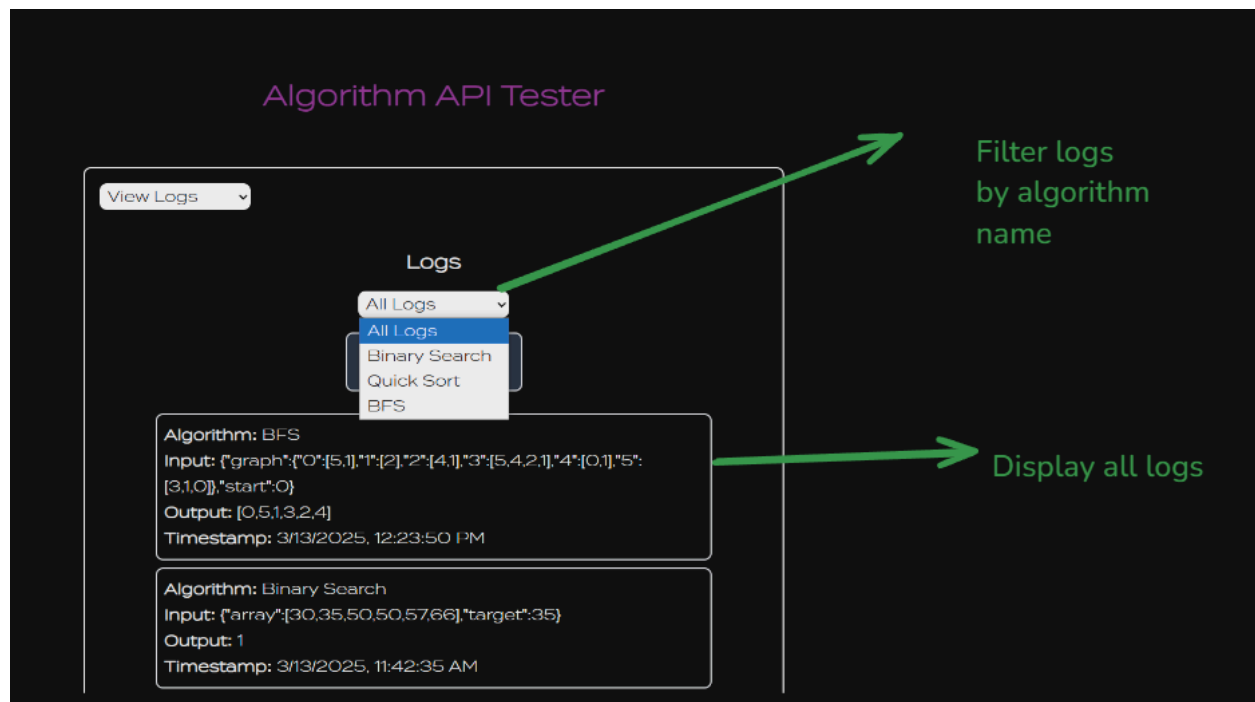 Algorithm API Tester
Filter logs
by algorithm
name
View Logs
Logs
All Logs
All Logs
Binary Search
Quick Sort
BFS
Algorithm: BFS
Input: {"graph":{"0":[5,1],"1":[2],"2":[4,1],"3":[5,4,2,1],"4":[0,1],"5":
[3,1,0]},"start":0}
Output: [0,5,1,3,2,4]
Timestamp: 3/13/2025, 12:23:50 PM
Display all logs
Algorithm: Binary Search
Input: {"array":[30,35,50,50,57,66],"target":35}
Output: 1
Timestamp: 3/13/2025, 11:42:35 AM